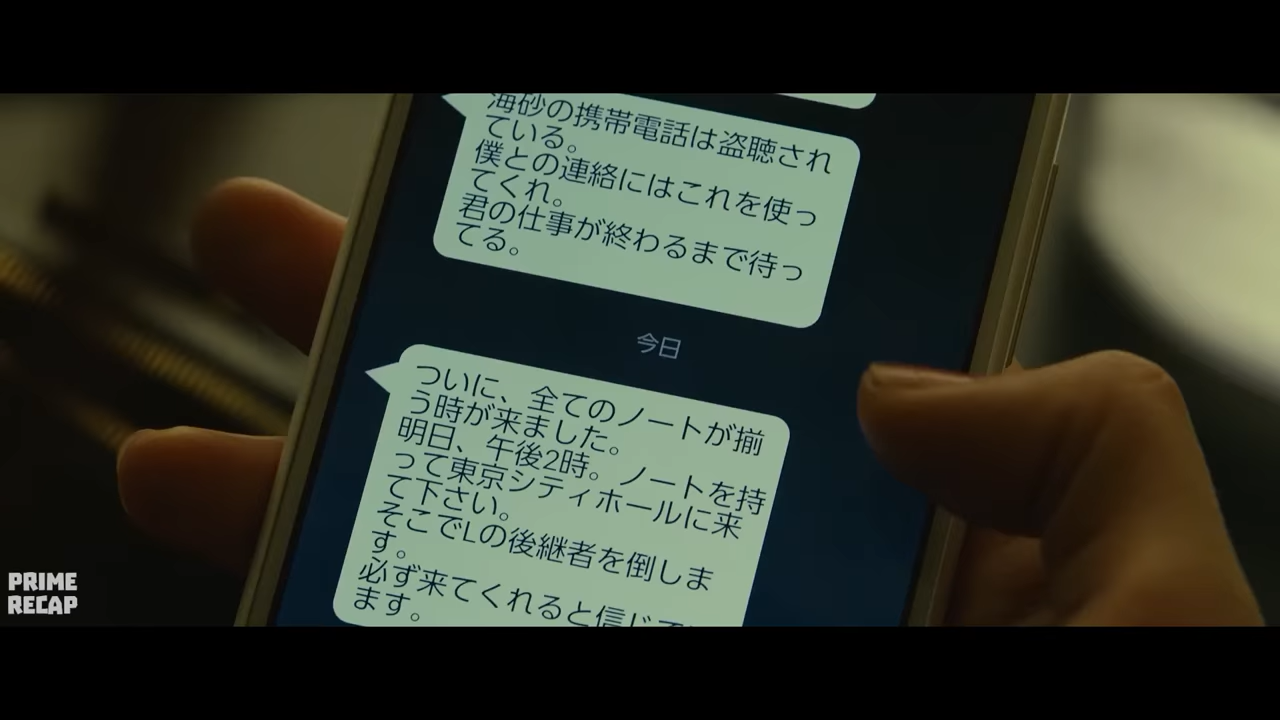 海砂の携帯電話は盗聴され
ている。
僕との連絡にはこれを使っ
てくれ。
君の仕事が終わるまで待っ
てる。
今日
ついに、全てのノートが揃
う時が来ました。
明日、午後2時。ノートを持
って東京シティホールに来
て下さい。
そこでLの後継者を倒しま
す。
必ず来てくれると信じて
ます。
PRIME
RECAP